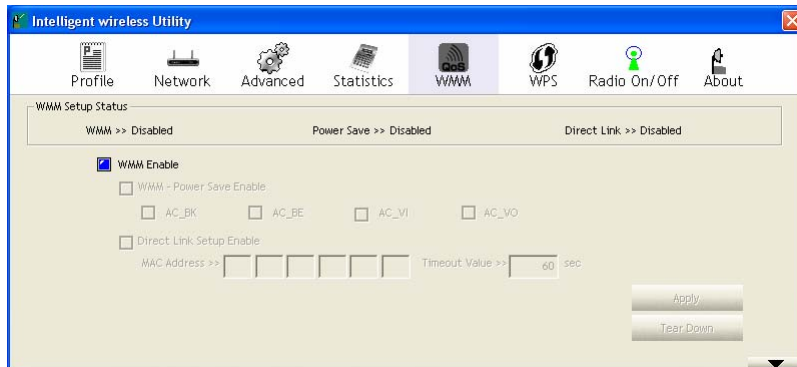 Intelligent wireless Utility
Profile Network Advanced Statistics QoS WMM WPS Radio On/Off About
WMM Setup Status
WMM >> Disabled Power Save >> Disabled Direct Link >> Disabled
WMM Enable
WMM - Power Save Enable
AC_BK AC_BE AC_VI AC_VO
Direct Link Setup Enable
MAC Address >> Timeout Value >> 60 sec
Apply
Tear Down